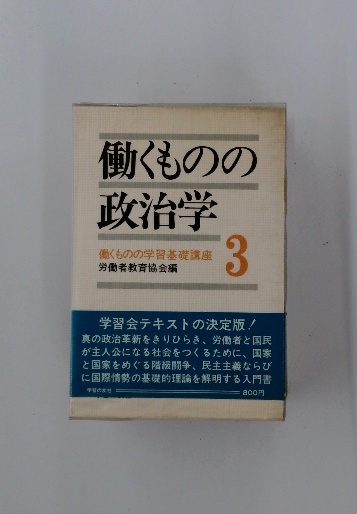 働くものの
政治学
働くものの学習基礎講座
3
労働者教育協会編
学習会テキストの決定版!
真の政治革新をきりひらき、労働者と国民
が主人公になる社会をつくるために、国家
と国家をめぐる階級闘争、民主主義ならび
に国際情勢の基礎的理論を解明する入門書
学習の友社
800円